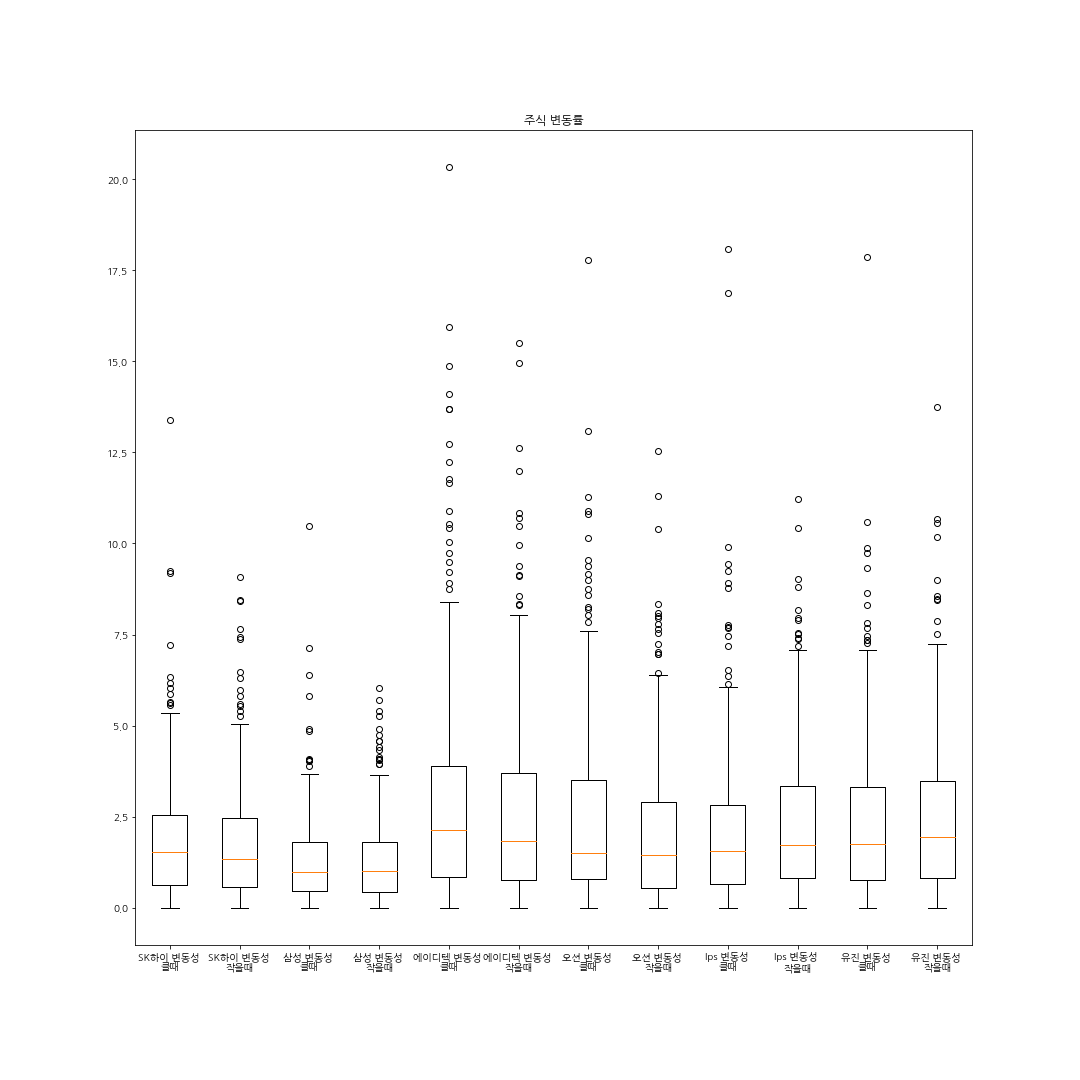 주식 변동률
20.0
17.5
15.0
12.5
10.0
7.5
5.0
2.5
0.0
SK하이 변동성
클때
SK하이 변동성
작을때
삼성 변동성
클때
삼성 변동성
작을때
에이디텍 변동성
클때
에이디텍 변동성
작을때
오션 변동성
클때
오션 변동성
작을때
Ips 변동성
클때
Ips 변동성
작을때
유진 변동성
클때
유진 변동성
작을때